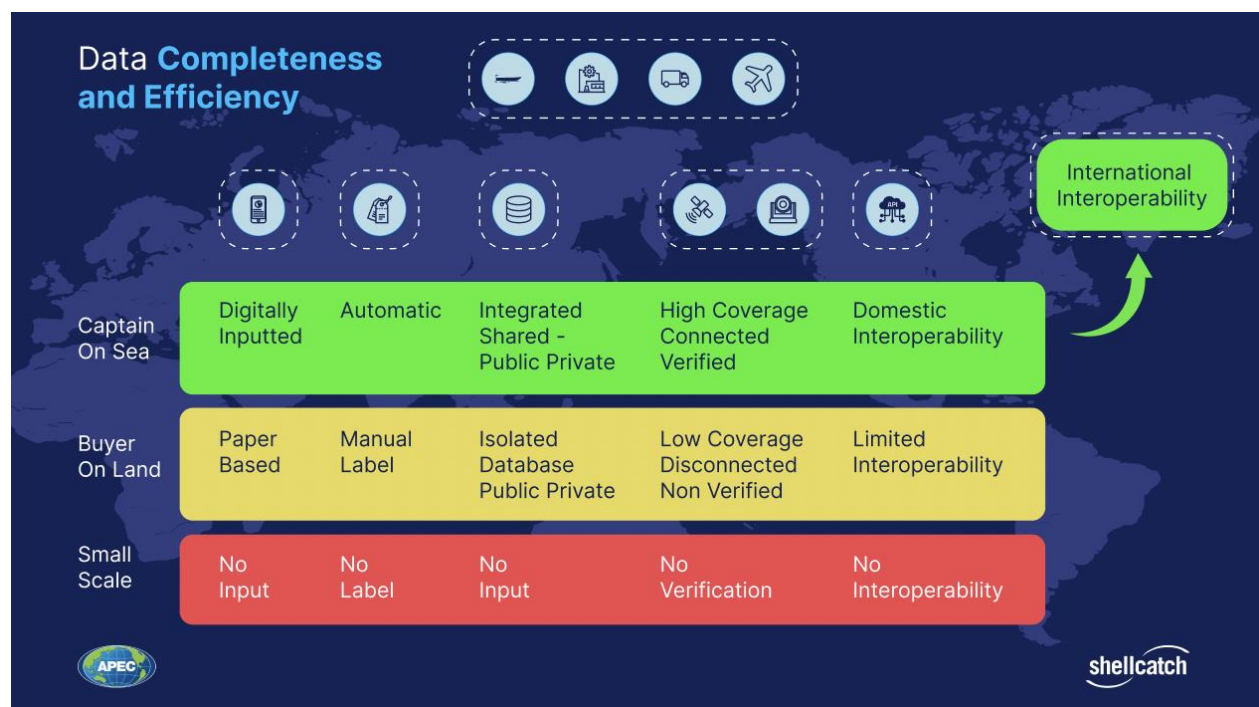 Data Completeness
and Efficiency
International
Interoperability
API
Captain
On Sea
Digitally
Inputted
Automatic
Integrated
Shared -
Public Private
High Coverage
Connected
Verified
Domestic
Interoperability
Buyer
On Land
Paper
Based
Manual
Label
Isolated
Database
Public Private
Low Coverage
Disconnected
Non Verified
Limited
Interoperability
Small
Scale
No
Input
No
Label
No
Input
No
Verification
No
Interoperability
APEC
shellcatch